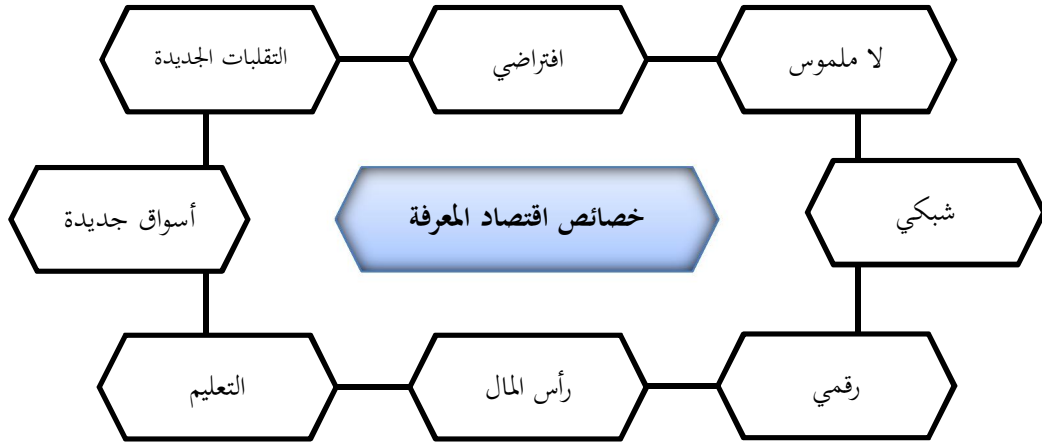 لا ملموس
افتراضي
التقلبات الجديدة
شبكي
خصائص اقتصاد المعرفة
أسواق جديدة
رقمي
رأس المال
التعليم